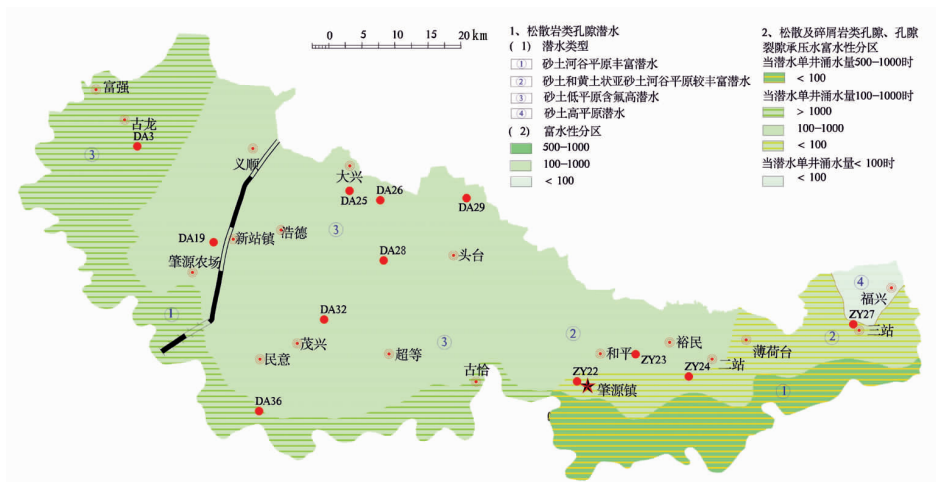 0 5 10 15 20 km
1、松散岩类孔隙潜水
( 1) 潜水类型
① 砂土河谷平原丰富潜水
② 砂土和黄土状亚砂土河谷平原较丰富潜水
③ 砂土低平原含氟高潜水
④ 砂土高平原潜水
( 2) 富水性分区
500-1000
100-1000
< 100
2、松散及碎屑岩类孔隙、孔隙
裂隙承压水富水性分区
当潜水单井涌水量500-1000时
< 100
当潜水单井涌水量100-1000时
> 1000
100-1000
< 100
当潜水单井涌水量< 100时
< 100
富强
古龙
DA3
③
义顺
大兴
DA25
DA26
DA29
DA19
新站镇
浩德
③
肇源农场
DA28
头台
①
DA32
茂兴
民意
超等
③
古恰
DA36
②
和平
ZY23
裕民
ZY22
肇源镇
ZY24
二站
薄荷台
①
④
福兴
ZY27
三站
②